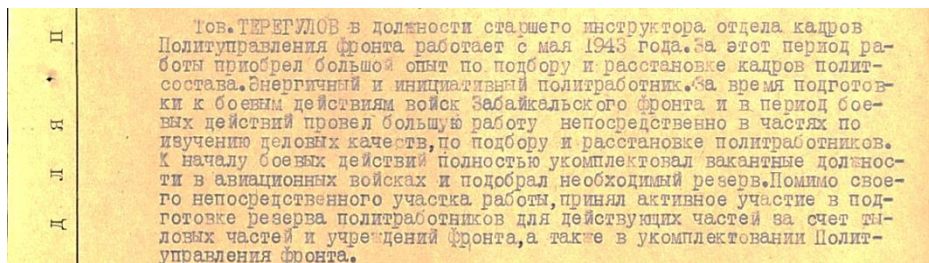 Тов.ТЕРЕГУЛОВ в должности старшего инструктора отдела кадров
Политуправления фронта работает с мая 1943 года.За этот период ра-
боты приобрел большой опыт по подбору и расстановке кадров полит-
состава.Энергичный и инициативный политработник.За время подготов-
ки к боевым действиям войск Забайкальского фронта и в период бое-
вых действий провел большую работу непосредственно в частях по
изучению деловых качеств,по подбору и расстановке политработников.
К началу боевых действий полностью укомплектовал вакантные должнос-
ти в авиационных войсках и подобрал необходимый резерв.Помимо свое-
го непосредственного участка работы,принял активное участие в под-
готовке резерва политработников для действующих частей за счет ты-
ловых частей и учреждений фронта,а также в укомплектовании Полит-
управления фронта.
Д Л Я . П